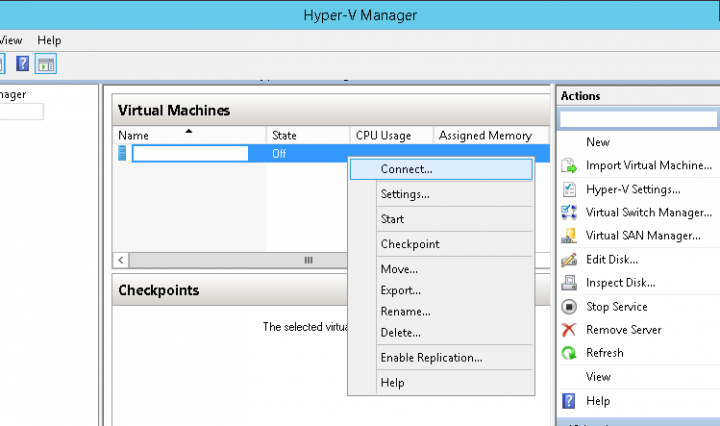 Hyper-V Manager
View Help
nager
Virtual Machines
Name State CPU Usage Assigned Memory
Off
Connect...
Settings...
Start
Checkpoint
Move...
Export...
Rename...
Delete...
Enable Replication...
Help
Checkpoints
The selected virtua
Actions
New
Import Virtual Machine...
Hyper-V Settings...
Virtual Switch Manager...
Virtual SAN Manager...
Edit Disk...
Inspect Disk...
Stop Service
Remove Server
Refresh
View
Help